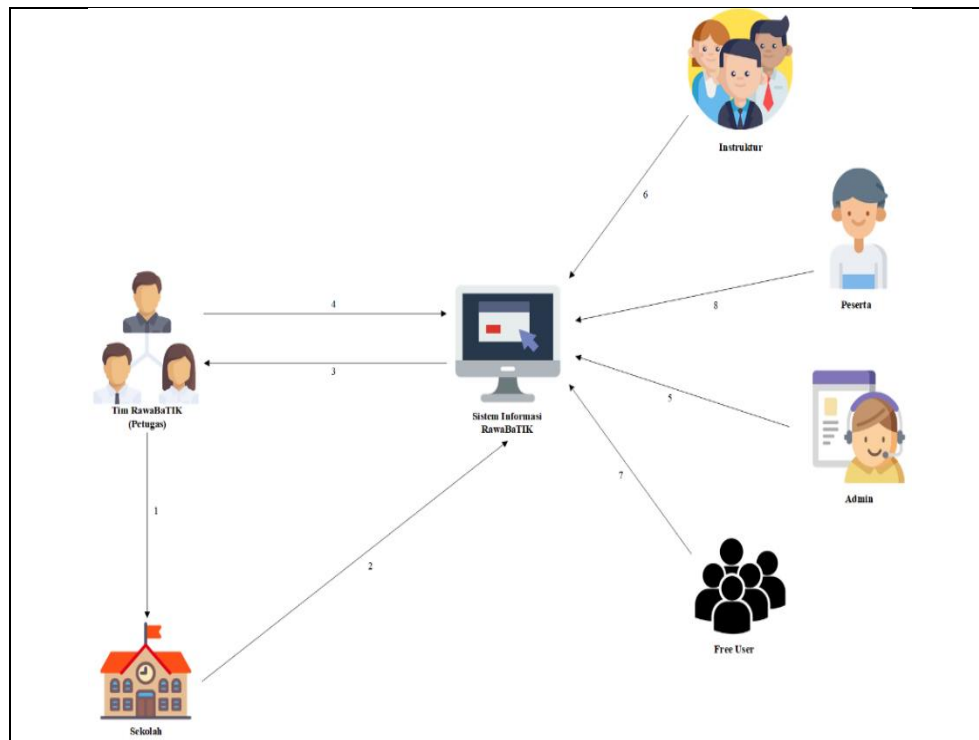 Instruktur
6
Peserta
8
4
3
Tim RawaBaTIK
(Petugas)
Sistem Informasi
RawaBaTIK
5
Admin
7
1
2
Free User
Sekolah